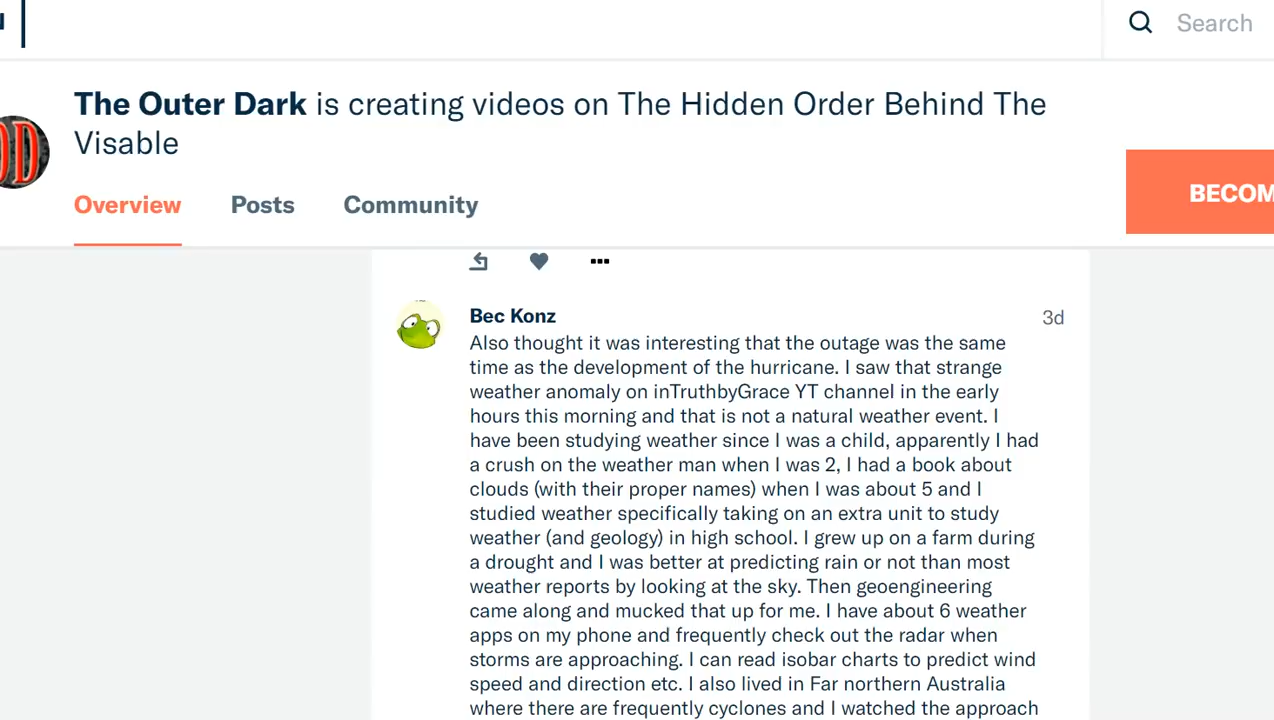 Search
The Outer Dark is creating videos on The Hidden Order Behind The
Visable
OD
BECOM
Overview Posts Community
Bec Konz
3d
Also thought it was interesting that the outage was the same
time as the development of the hurricane. I saw that strange
weather anomaly on inTruthbyGrace YT channel in the early
hours this morning and that is not a natural weather event. I
have been studying weather since I was a child, apparently I had
a crush on the weather man when I was 2, I had a book about
clouds (with their proper names) when I was about 5 and I
studied weather specifically taking on an extra unit to study
weather (and geology) in high school. I grew up on a farm during
a drought and I was better at predicting rain or not than most
weather reports by looking at the sky. Then geoengineering
came along and mucked that up for me. I have about 6 weather
apps on my phone and frequently check out the radar when
storms are approaching. I can read isobar charts to predict wind
speed and direction etc. I also lived in Far northern Australia
where there are frequently cyclones and I watched the approach